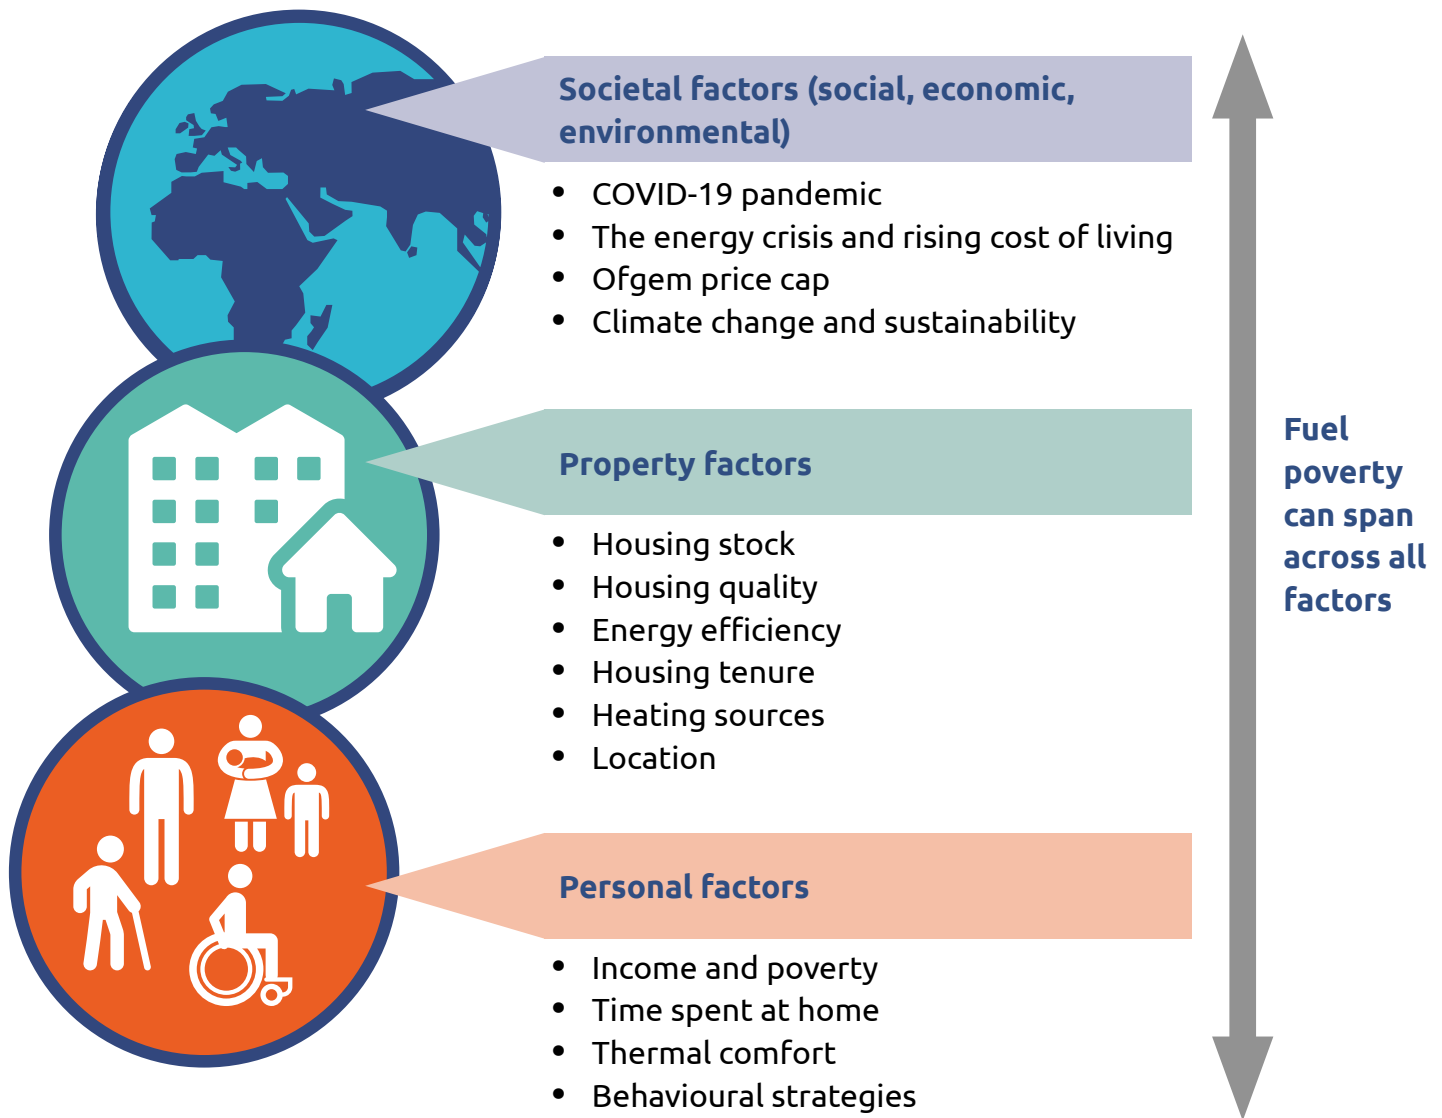 Societal factors (social, economic,
environmental)
• COVID-19 pandemic
• The energy crisis and rising cost of living
• Ofgem price cap
• Climate change and sustainability
Property factors
• Housing stock
• Housing quality
• Energy efficiency
• Housing tenure
• Heating sources
• Location
Personal factors
• Income and poverty
• Time spent at home
• Thermal comfort
• Behavioural strategies
Fuel
poverty
can span
across all
factors